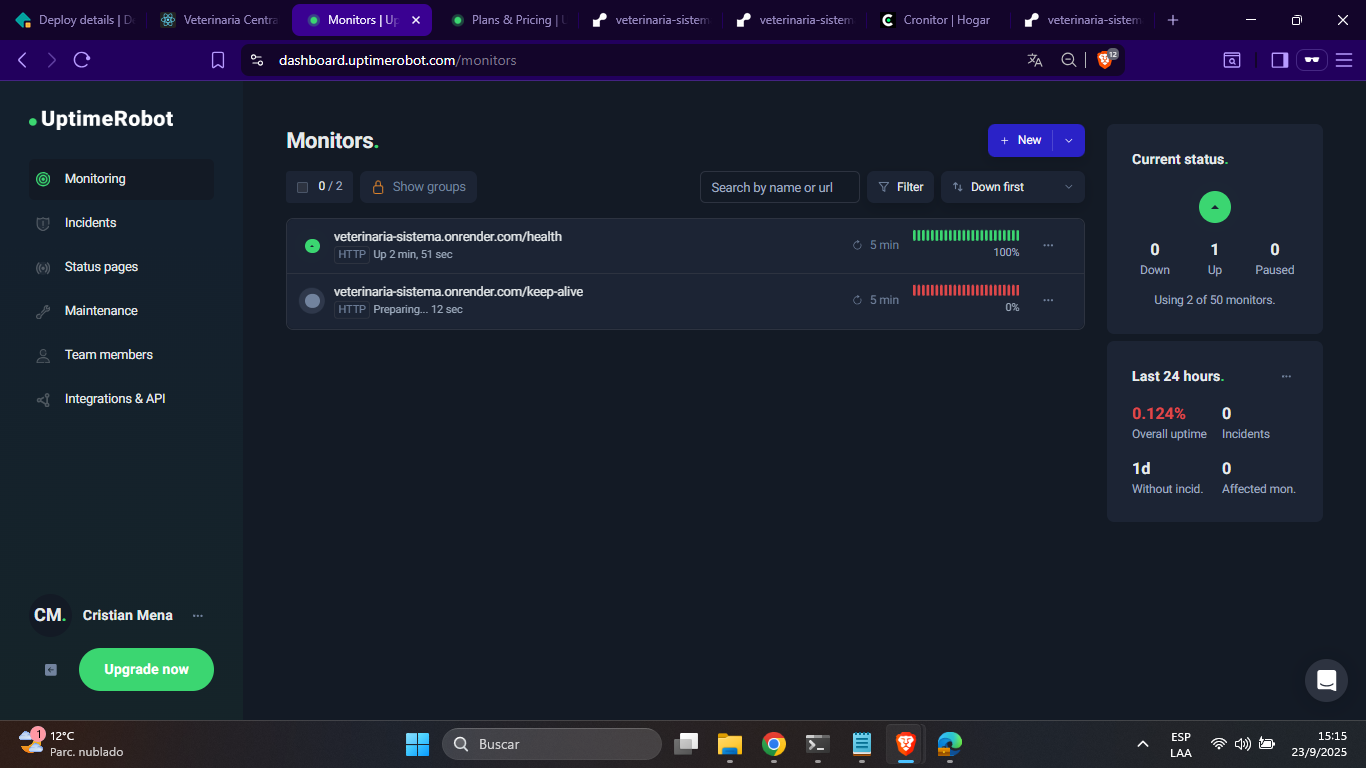 Deploy details | D
Veterinaria Centra
Monitors | Up
Plans & Pricing | U
veterinaria-sistem
veterinaria-sistem
Cronitor | Hogar
veterinaria-sistem
dashboard.uptimerobot.com/monitors
12
UptimeRobot
Monitoring
Incidents
Status pages
Maintenance
Team members
Integrations & API
CM.
Cristian Mena
Upgrade now
Monitors.
+ New
0 / 2
Show groups
Search by name or url
Filter
Down first
veterinaria-sistema.onrender.com/health
HTTP Up 2 min, 51 sec
5 min
100%
veterinaria-sistema.onrender.com/keep-alive
HTTP Preparing... 12 sec
5 min
0%
Current status.
0 1 0
Down Up Paused
Using 2 of 50 monitors.
Last 24 hours.
0.124% 0
Overall uptime Incidents
1d 0
Without incid. Affected mon.
1
12°C
Parc. nublado
Buscar
ESP
LAA
15:15
23/9/2025